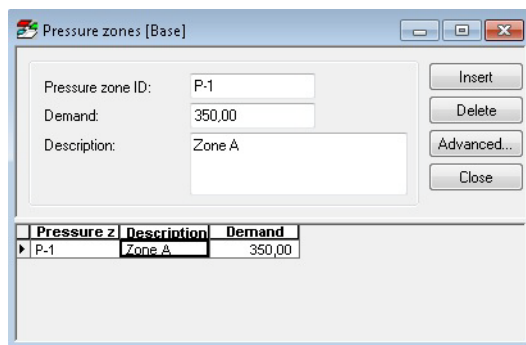 Pressure zones [Base]
Pressure zone ID: P-1
Demand: 350,00
Description: Zone A
Insert
Delete
Advanced...
Close
Pressure z Description Demand
P-1 Zone A 350,00